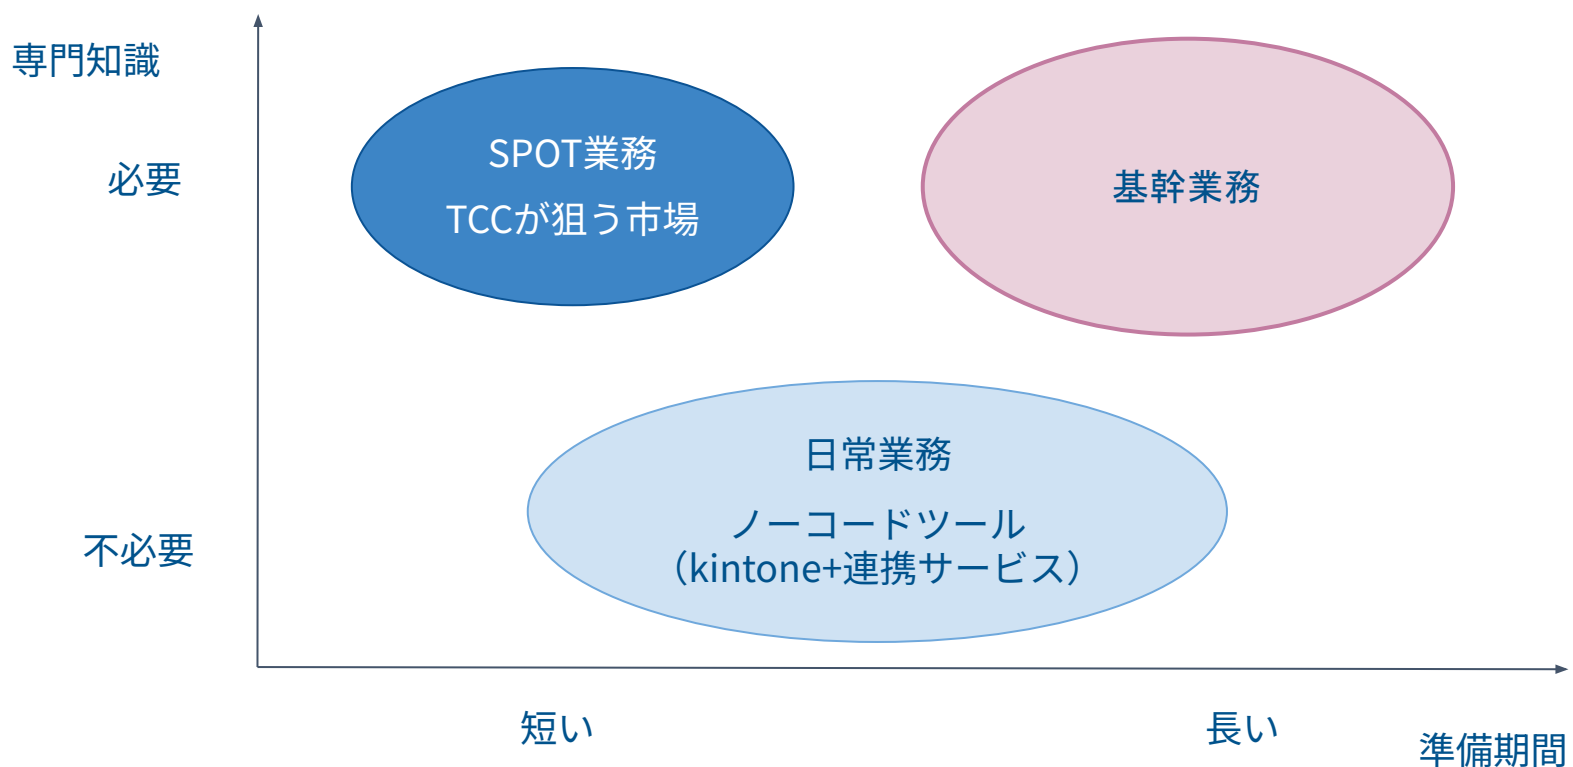 専門知識
必要
SPOT業務
TCCが狙う市場
基幹業務
日常業務
ノーコードツール
（kintone+連携サービス）
不必要
短い
長い
準備期間